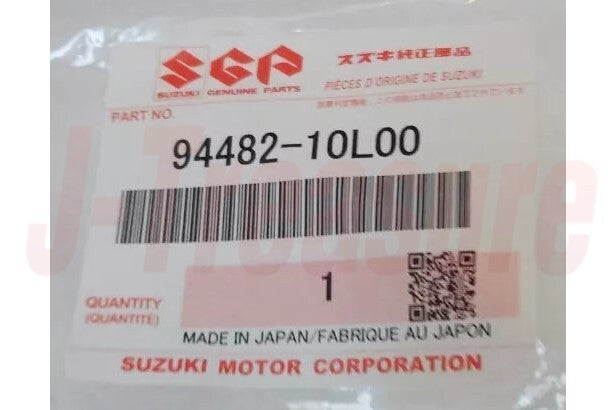 SGP
スズキ純正部品
SUZUKI GENUINE PARTS
PIÈCES D'ORIGINE DE SUZUKI
PART NO.
94482-10L00
J-Treasure
1
QUANTITY
(QUANTITÉ)
MADE IN JAPAN/FABRIQUE AU JAPON
SUZUKI MOTOR CORPORATION